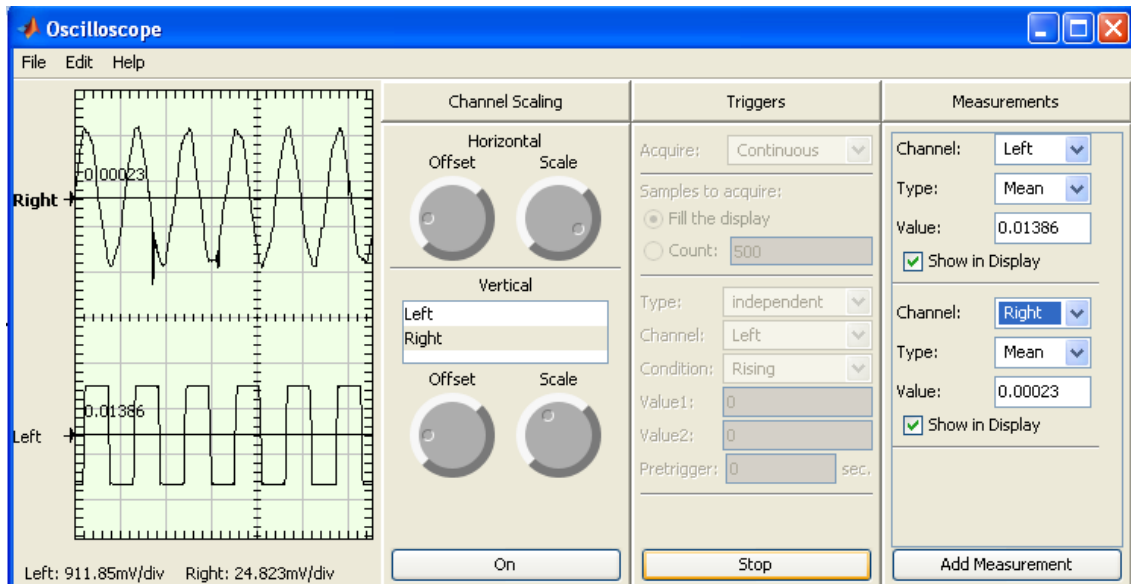 Oscilloscope
File Edit Help
0.00023
Right
0.01386
Left
Left: 911.85mV/div Right: 24.823mV/div
Channel Scaling
Horizontal
Offset Scale
Vertical
Left
Right
Offset Scale
On
Triggers
Acquire: Continuous
Samples to acquire:
Fill the display
Count: 500
Type: independent
Channel: Left
Condition: Rising
Value1: 0
Value2: 0
Pretrigger: 0 sec.
Stop
Measurements
Channel: Left
Type: Mean
Value: 0.01386
Show in Display
Channel: Right
Type: Mean
Value: 0.00023
Show in Display
Add Measurement